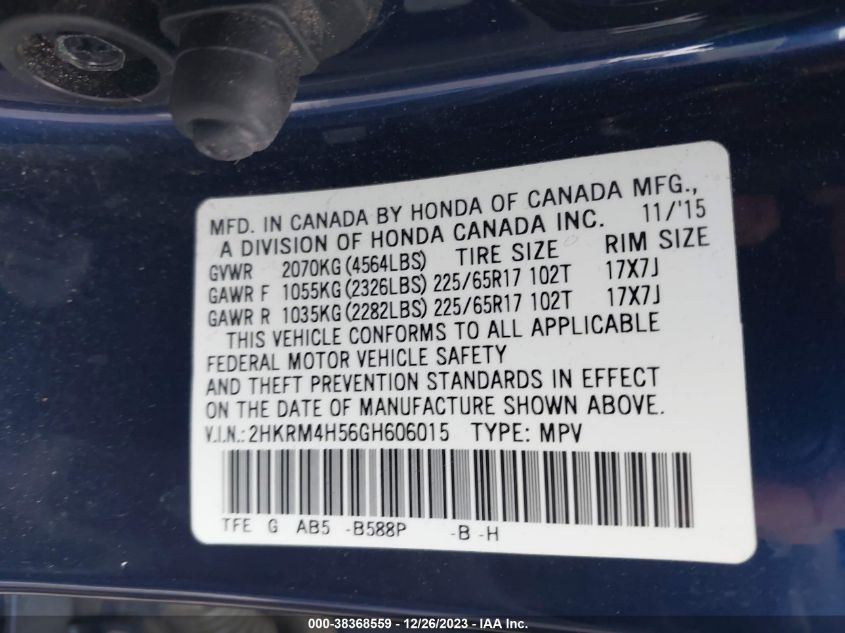 MFD. IN CANADA BY HONDA OF CANADA MFG.,
A DIVISION OF HONDA CANADA INC. 11/'15
GVWR 2070KG(4564LBS) TIRE SIZE RIM SIZE
GAWR F 1055KG(2326LBS) 225/65R17 102T 17X7J
GAWR R 1035KG(2282LBS) 225/65R17 102T 17X7J
THIS VEHICLE CONFORMS TO ALL APPLICABLE
FEDERAL MOTOR VEHICLE SAFETY
AND THEFT PREVENTION STANDARDS IN EFFECT
ON THE DATE OF MANUFACTURE SHOWN ABOVE.
V.I.N.: 2HKRM4H56GH606015 TYPE: MPV
TFE G AB5 -B588P -B -H
000-38368559 - 12/26/2023 - IAA Inc.